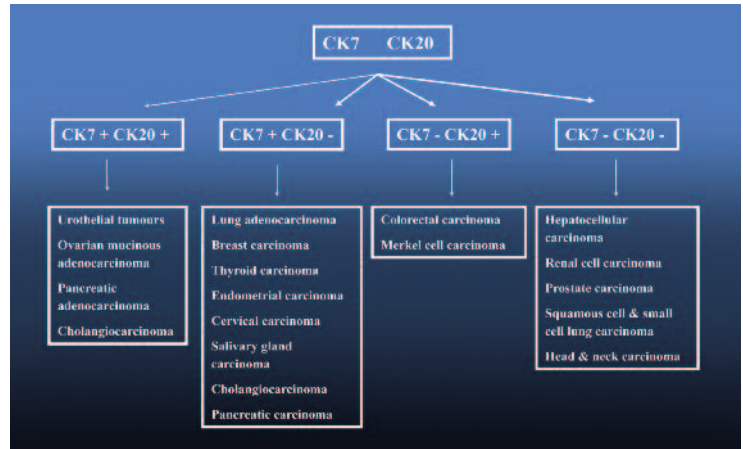 CK7 CK20
CK7 + CK20 +
CK7 + CK20 -
CK7 - CK20 +
CK7 - CK20 -
Urothelial tumours
Ovarian mucinous
adenocarcinoma
Pancreatic
adenocarcinoma
Cholangiocarcinoma
Lung adenocarcinoma
Breast carcinoma
Thyroid carcinoma
Endometrial carcinoma
Cervical carcinoma
Salivary gland
carcinoma
Cholangiocarcinoma
Pancreatic carcinoma
Colorectal carcinoma
Merkel cell carcinoma
Hepatocellular
carcinoma
Renal cell carcinoma
Prostate carcinoma
Squamous cell & small
cell lung carcinoma
Head & neck carcinoma